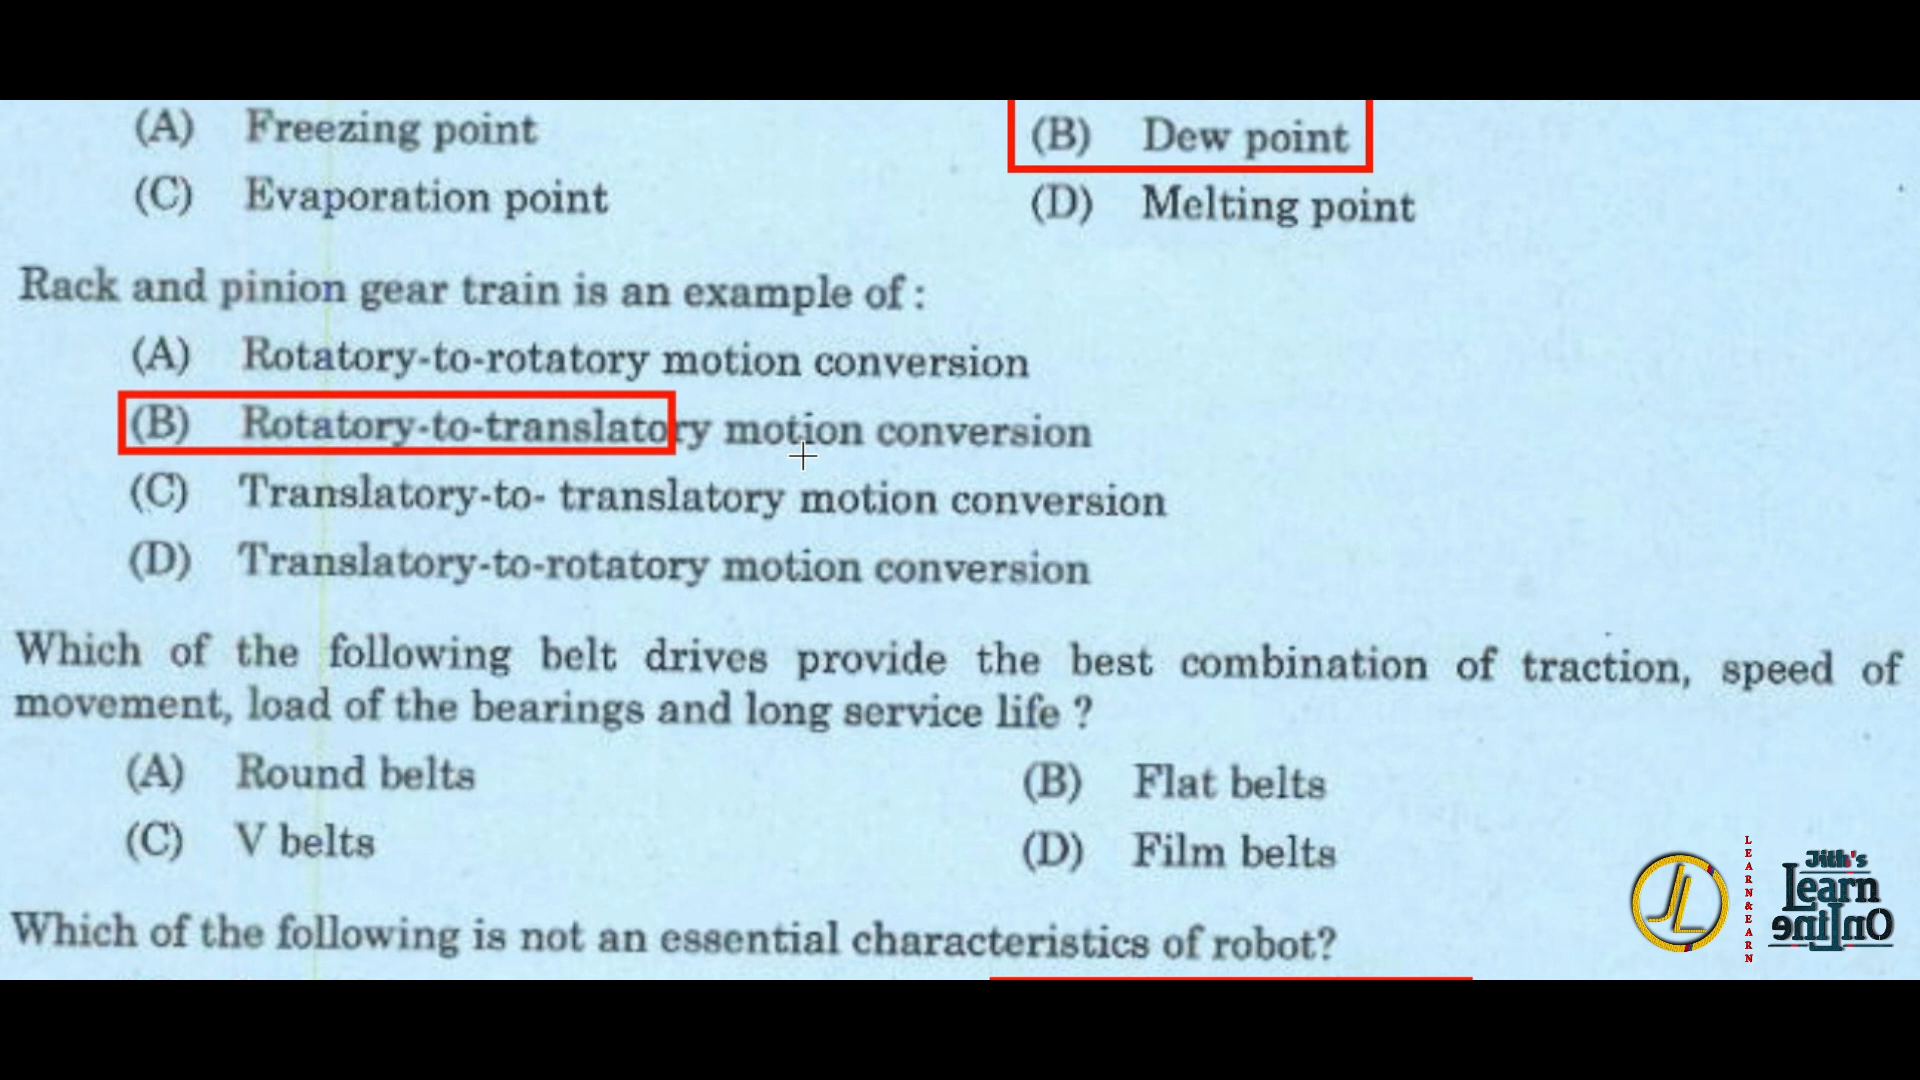 (A) Freezing point (B) Dew point
(C) Evaporation point (D) Melting point
Rack and pinion gear train is an example of :
(A) Rotatory-to-rotatory motion conversion
(B) Rotatory-to-translatory motion conversion
(C) Translatory-to- translatory motion conversion
(D) Translatory-to-rotatory motion conversion
Which of the following belt drives provide the best combination of traction, speed of
movement, load of the bearings and long service life ?
(A) Round belts (B) Flat belts
(C) V belts (D) Film belts
Which of the following is not an essential characteristics of robot?
JL
LEARN&EARN
Jith's
Learn
OnLine